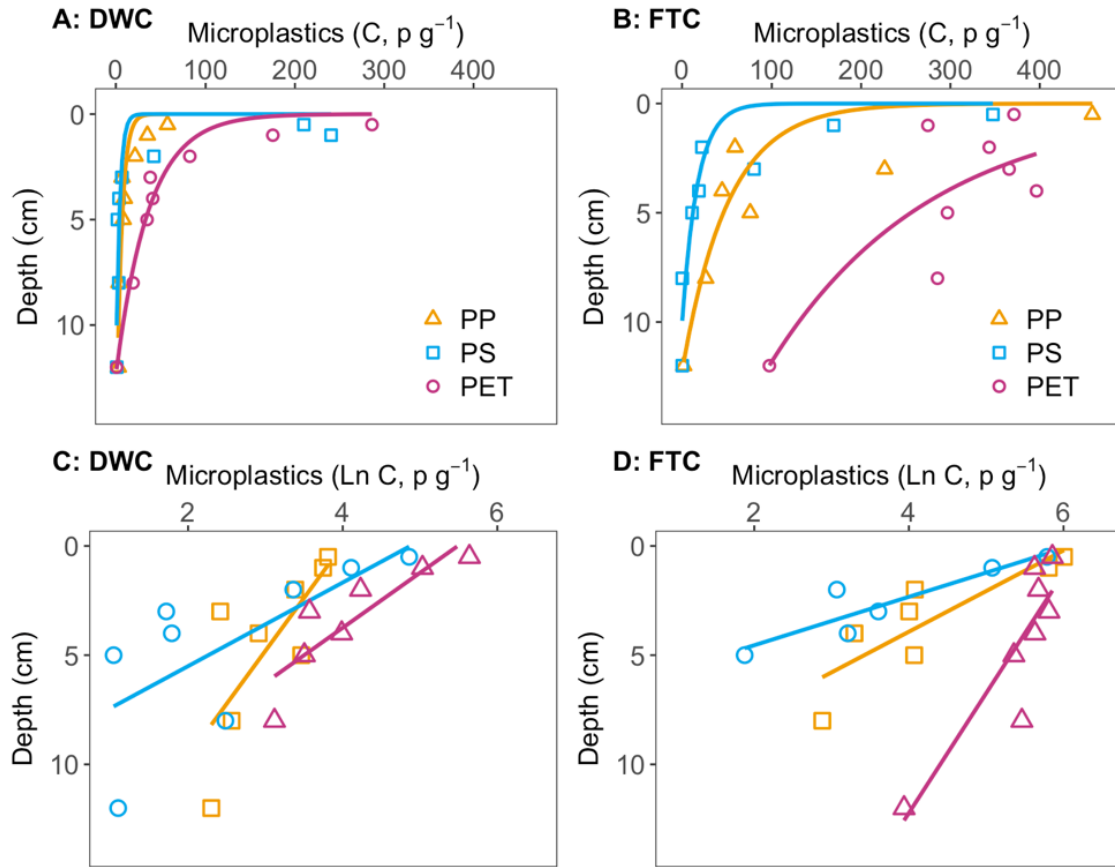 A: DWC
Microplastics (C, p g⁻¹)
0 100 200 300 400
0
5
10
Depth (cm)
PP
PS
PET
B: FTC
Microplastics (C, p g⁻¹)
0 100 200 300 400
0
5
10
Depth (cm)
PP
PS
PET
C: DWC
Microplastics (Ln C, p g⁻¹)
2 4 6
0
5
10
Depth (cm)
D: FTC
Microplastics (Ln C, p g⁻¹)
2 4 6
0
5
10
Depth (cm)